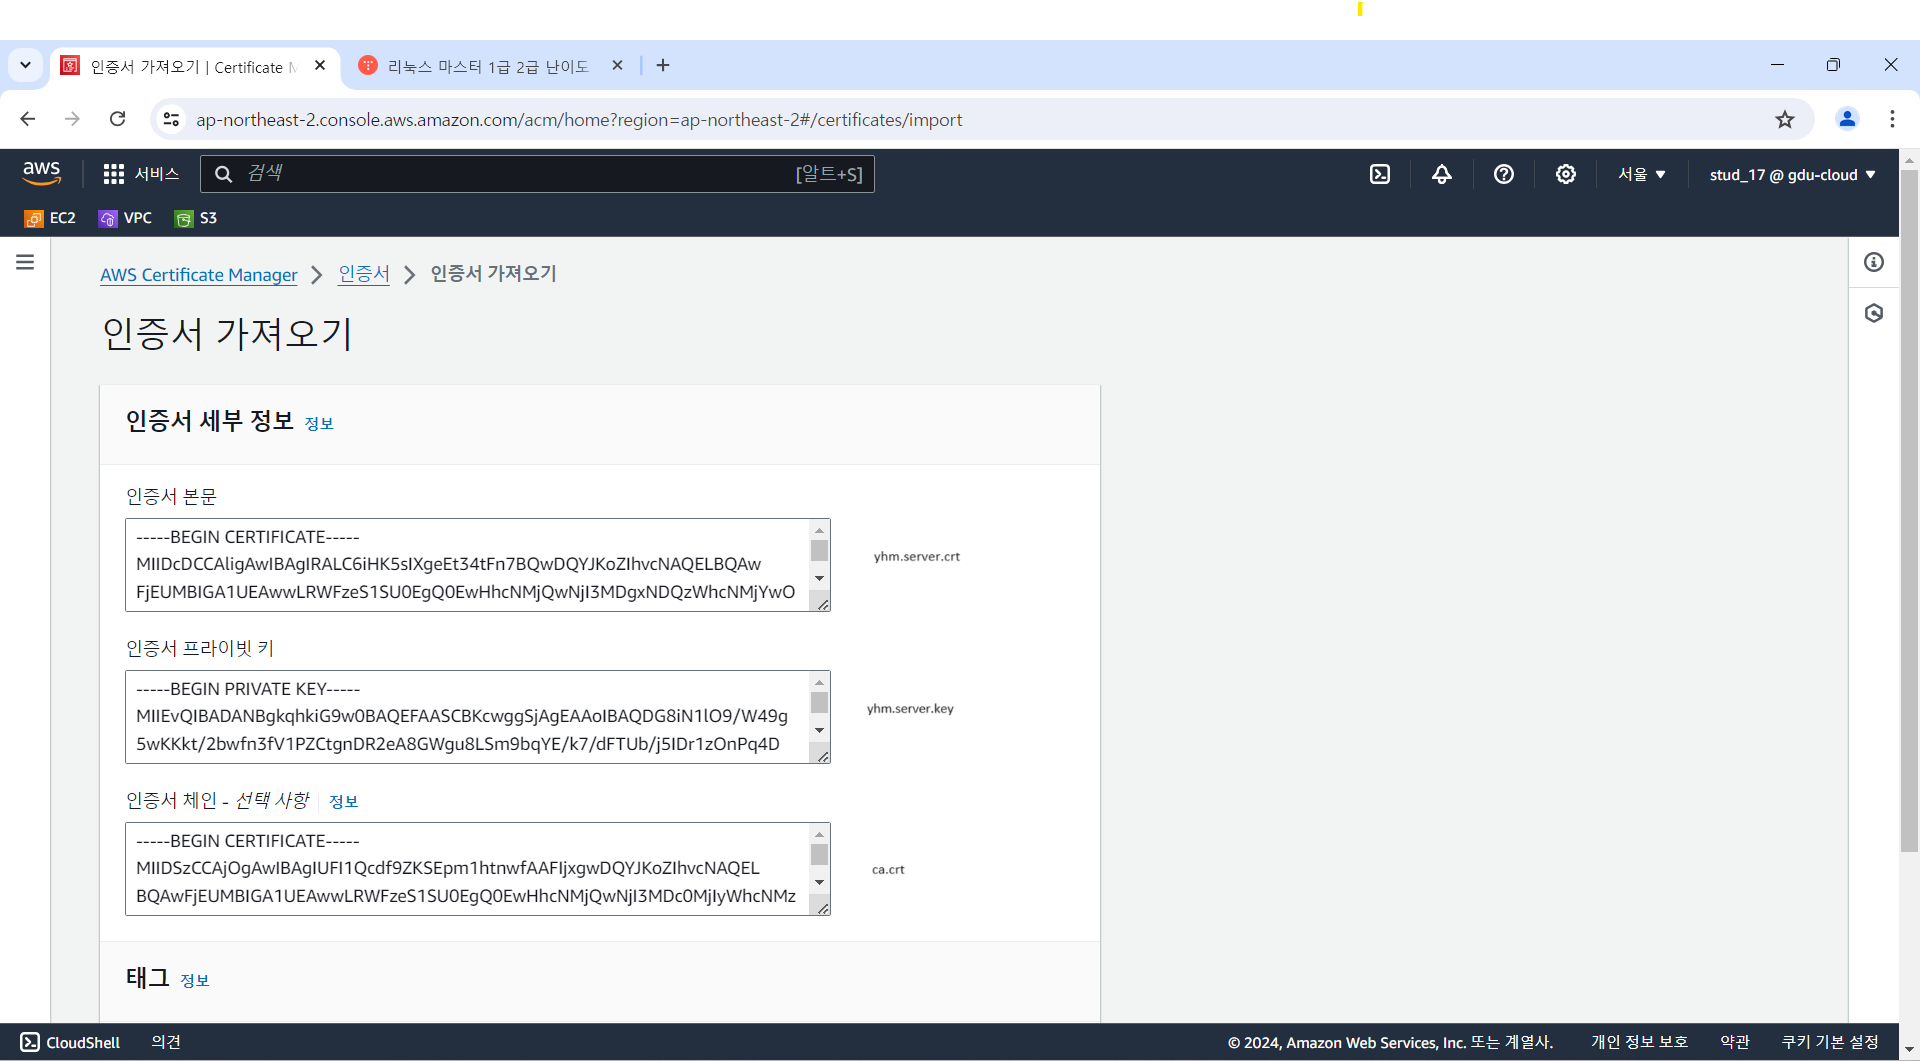 인증서 가져오기 | Certificate M
리눅스 마스터 1급 2급 난이도
ap-northeast-2.console.aws.amazon.com/acm/home?region=ap-northeast-2#/certificates/import
aws
서비스
검색
[알트+S]
서울
stud_17 @ gdu-cloud
EC2
VPC
S3
AWS Certificate Manager
인증서
인증서 가져오기
인증서 가져오기
인증서 세부 정보 정보
인증서 본문
-----BEGIN CERTIFICATE-----
MIIDcDCCAligAwIBAgIRALC6iHK5sIXgeEt34tFn7BQwDQYJKoZIhvcNAQELBQAw
FjEUMBIGA1UEAwwLRWFzeS1SU0EgQ0EwHhcNMjQwNjI3MDgxNDQzWhcNMjYwO
yhm.server.crt
인증서 프라이빗 키
-----BEGIN PRIVATE KEY-----
MIIEvQIBADANBgkqhkiG9w0BAQEFAASCBKcwggSjAgEAAoIBAQDG8iN1lO9/W49g
5wKKkt/2bwfn3fV1PZCtgnDR2eA8GWgu8LSm9bqYE/k7/dFTUb/j5IDr1zOnPq4D
yhm.server.key
인증서 체인 - 선택 사항 정보
-----BEGIN CERTIFICATE-----
MIIDSzCCAjOgAwIBAgIUFI1Qcdf9ZKSEpm1htnwfAAFIjxgwDQYJKoZIhvcNAQEL
BQAwFjEUMBIGA1UEAwwLRWFzeS1SU0EgQ0EwHhcNMjQwNjI3MDc0MjIyWhcNMz
ca.crt
태그 정보
CloudShell
의견
© 2024, Amazon Web Services, Inc. 또는 계열사.
개인 정보 보호
약관
쿠키 기본 설정